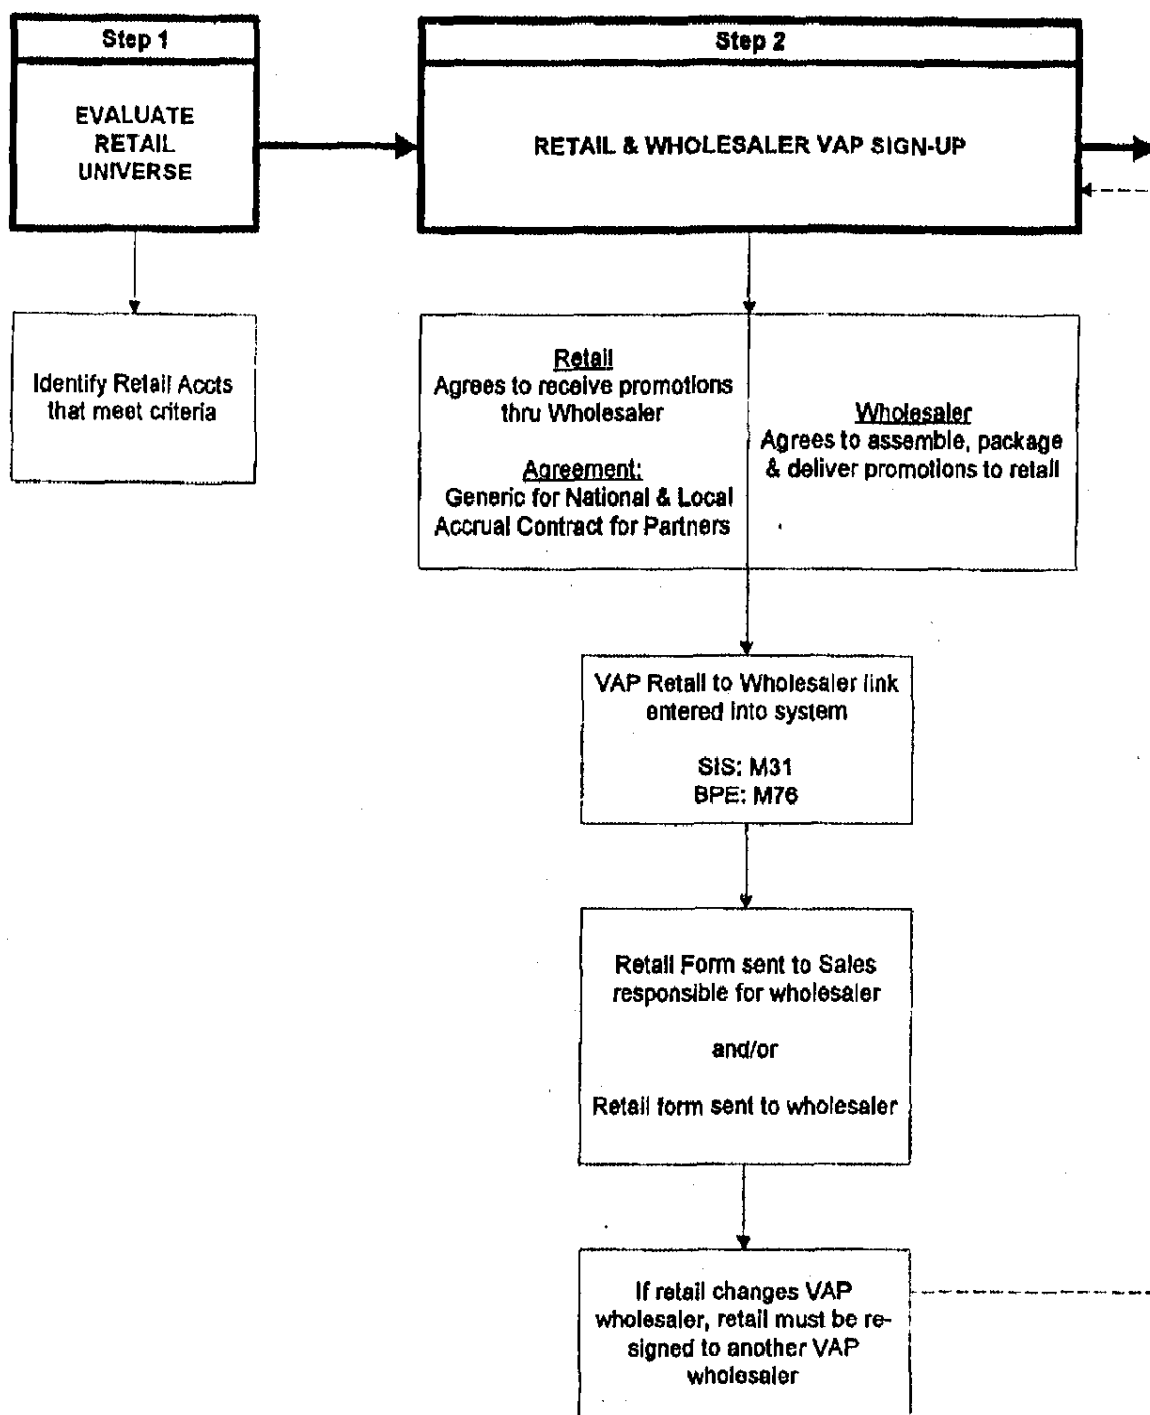 Step 1
EVALUATE
RETAIL
UNIVERSE
Step 2
RETAIL & WHOLESALER VAP SIGN-UP
Identify Retail Accts
that meet criteria
Retail
Agrees to receive promotions
thru Wholesaler
Agreement:
Generic for National & Local
Accrual Contract for Partners
Wholesaler
Agrees to assemble, package
& deliver promotions to retail
VAP Retail to Wholesaler link
entered into system
SIS: M31
BPE: M76
Retail Form sent to Sales
responsible for wholesaler
and/or
Retail form sent to wholesaler
If retail changes VAP
wholesaler, retail must be re-
signed to another VAP
wholesaler